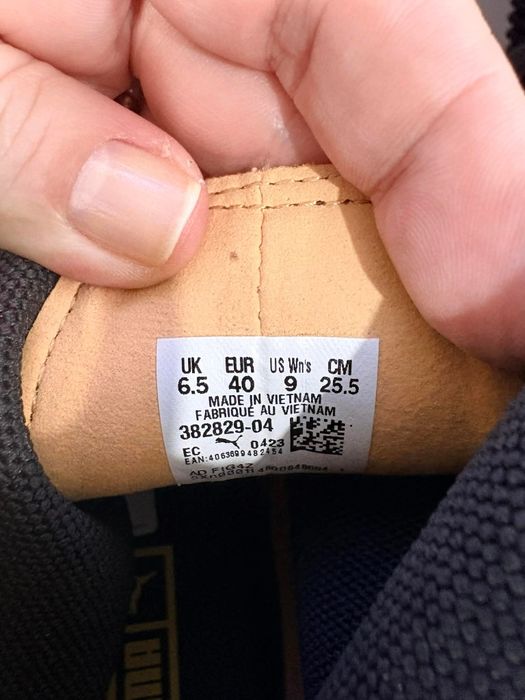 UK EUR US Wn's CM
6.5 40 9 25.5
MADE IN VIETNAM
FABRIQUÉ AU VIETNAM
382829-04
EC 0423
EAN:4063699482454